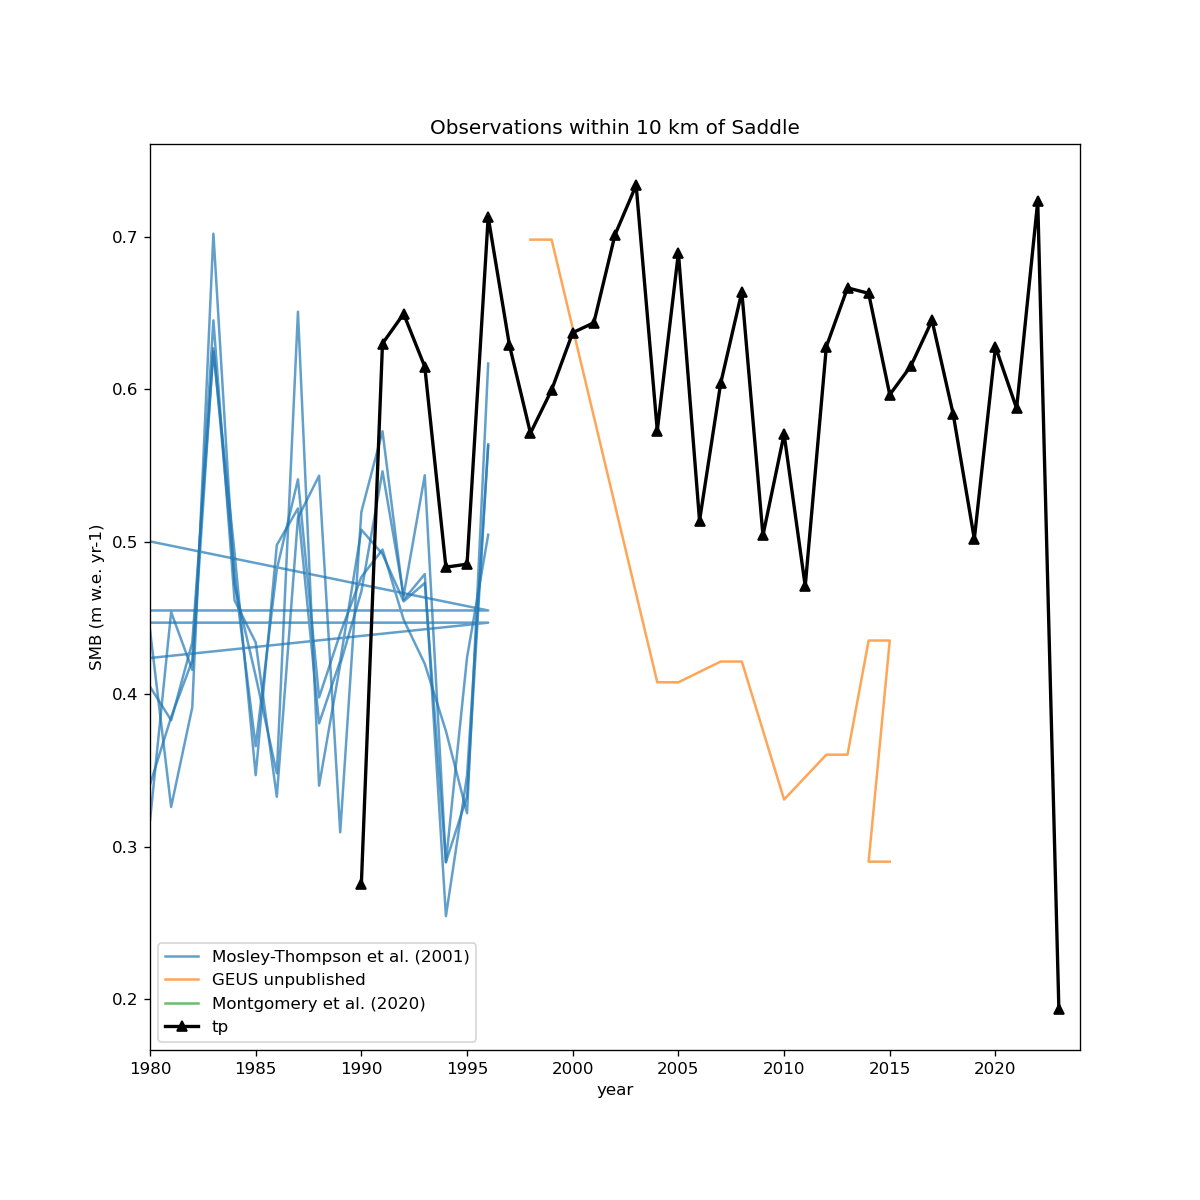 Observations within 10 km of Saddle
SMB (m w.e. yr-1)
0.7
0.6
0.5
0.4
0.3
0.2
Mosley-Thompson et al. (2001)
GEUS unpublished
Montgomery et al. (2020)
tp
1980 1985 1990 1995 2000 2005 2010 2015 2020
year